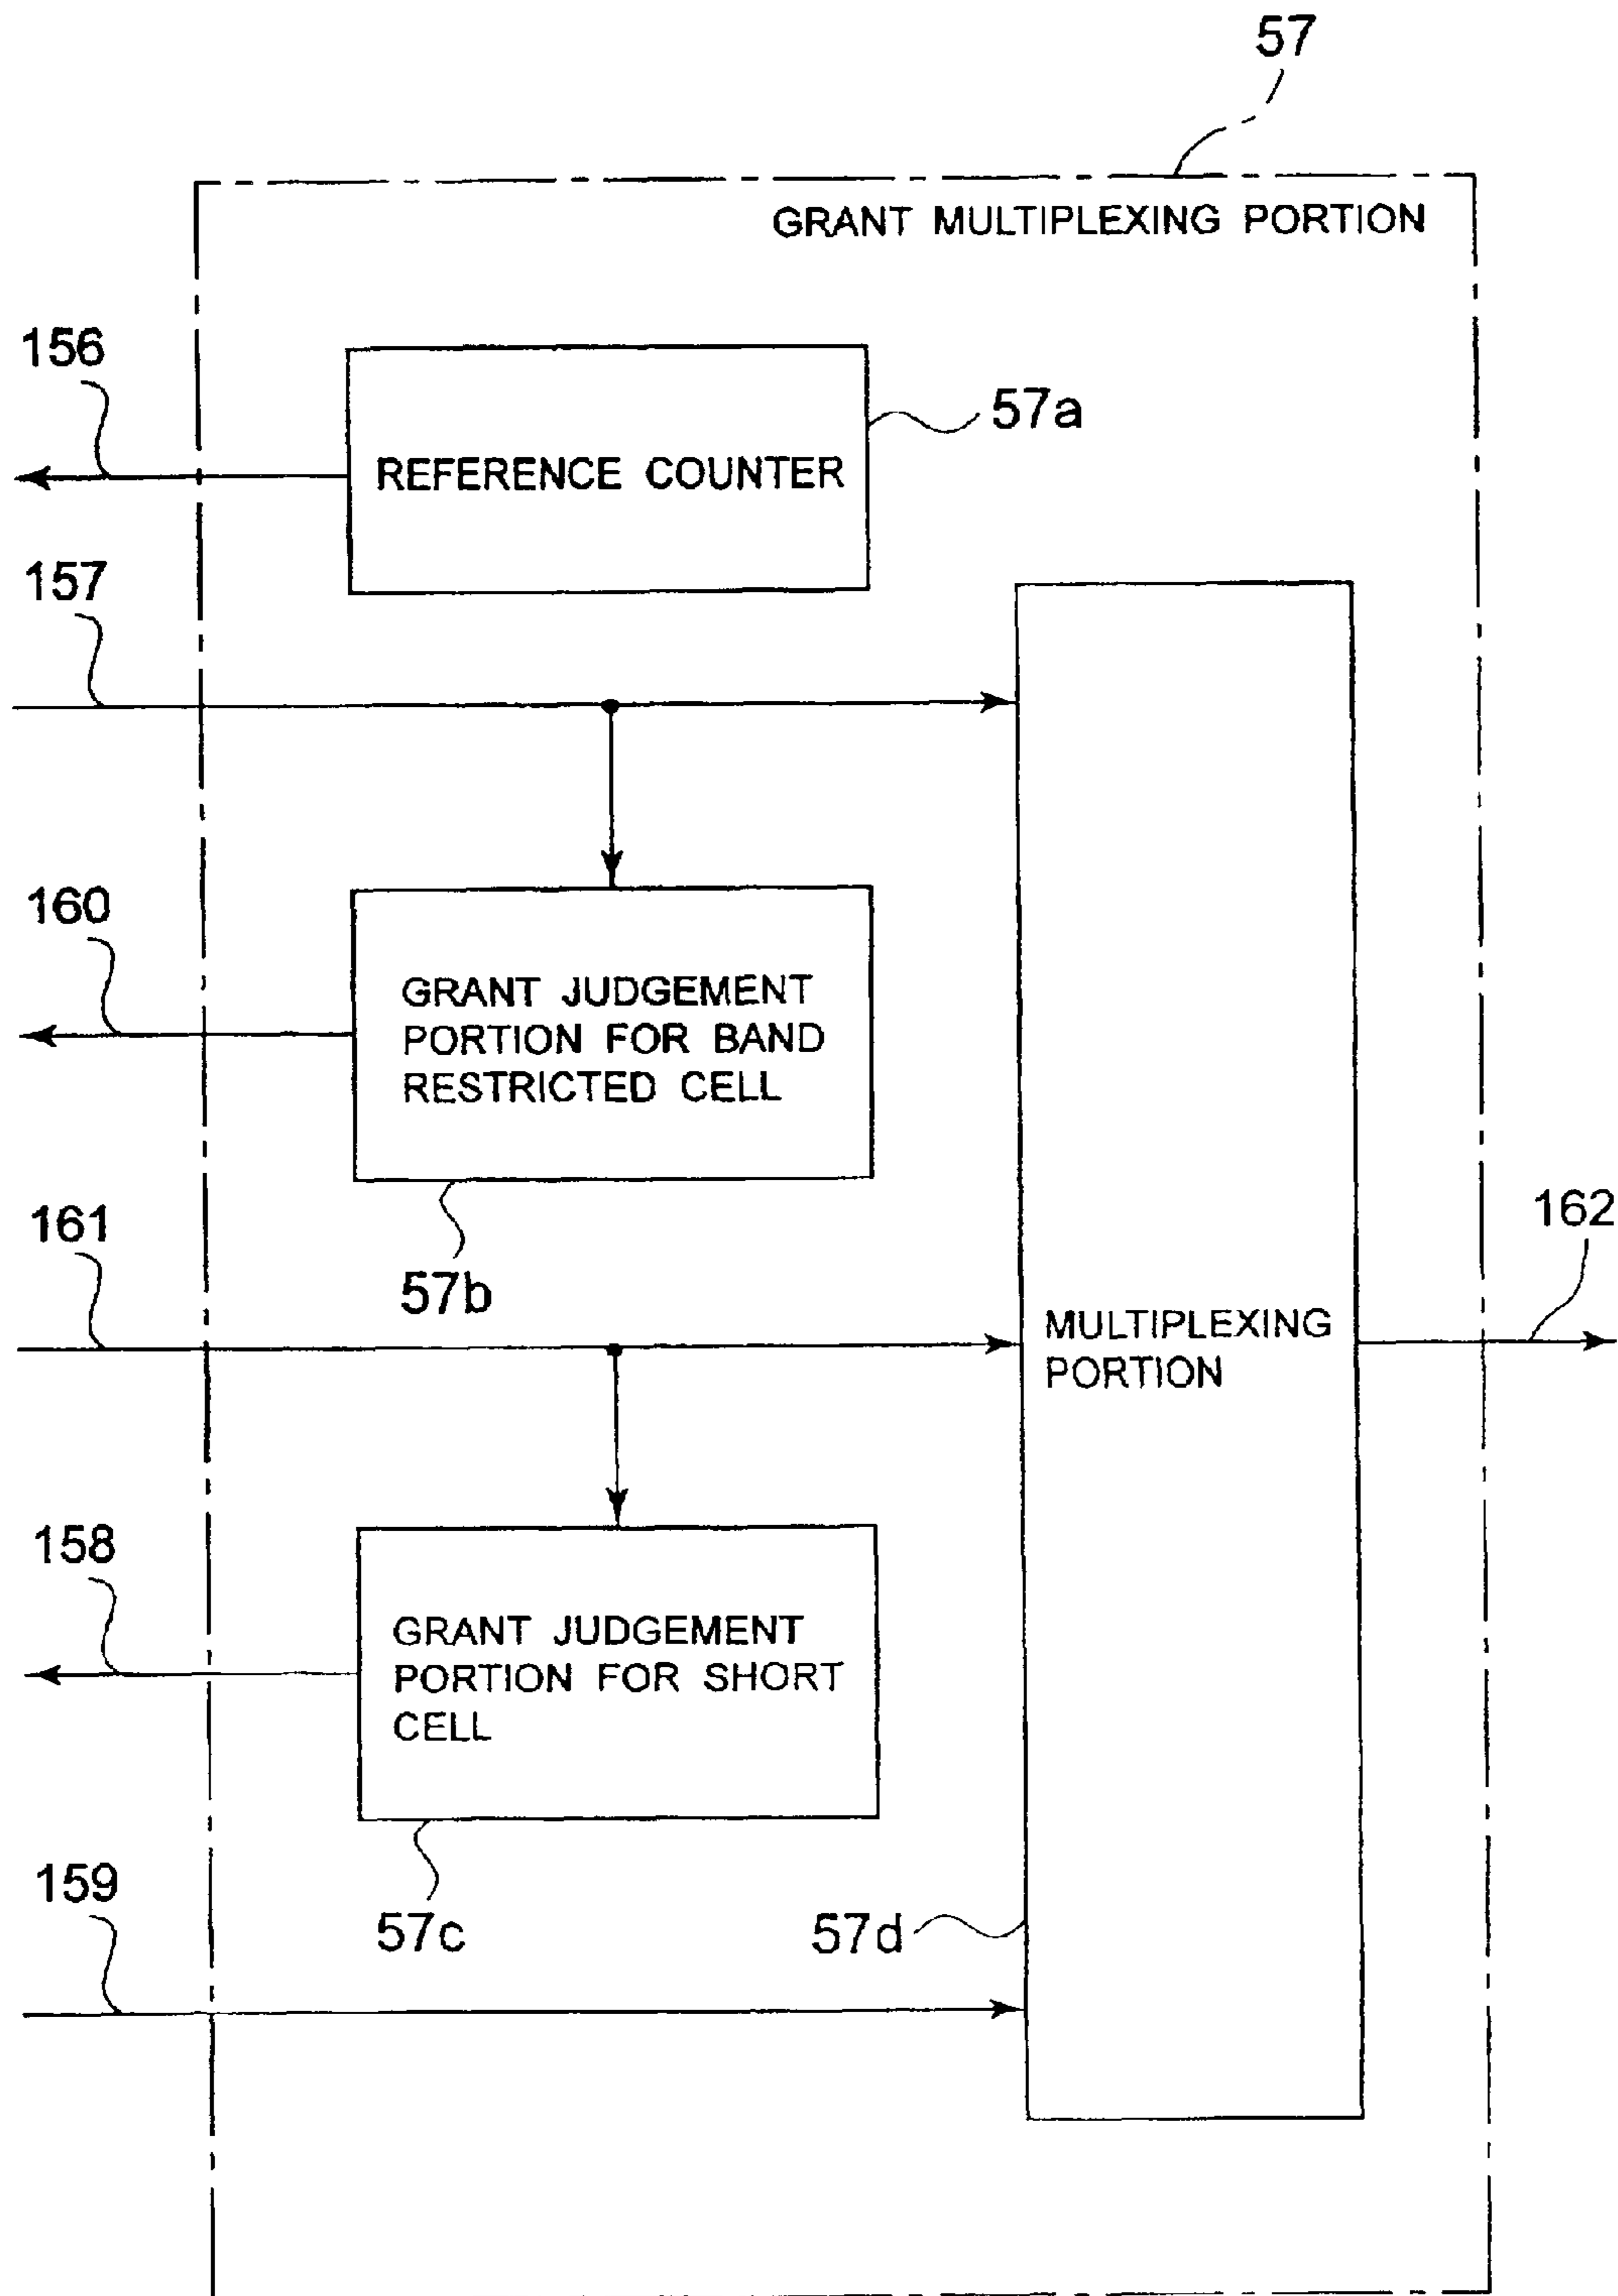 57
GRANT MULTIPLEXING PORTION
156
REFERENCE COUNTER
57a
157
160
GRANT JUDGEMENT
PORTION FOR BAND
RESTRICTED CELL
57b
161
162
MULTIPLEXING
PORTION
158
GRANT JUDGEMENT
PORTION FOR SHORT
CELL
57c
57d
159